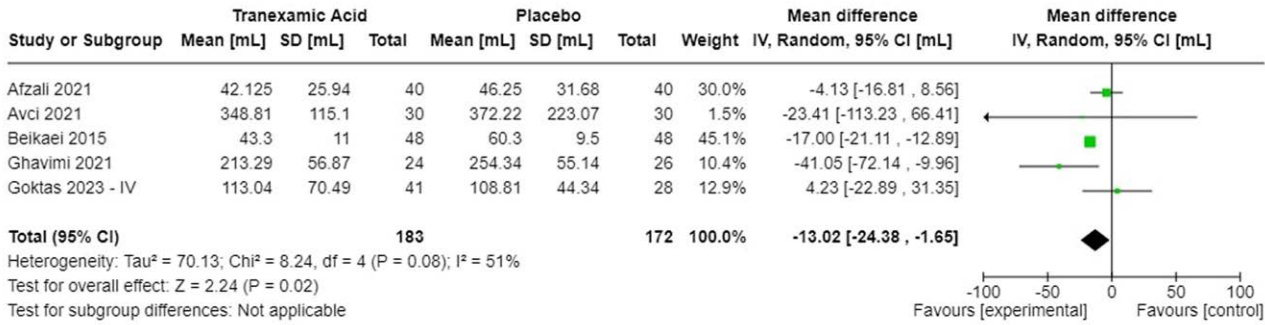 Tranexamic Acid Placebo Mean difference Mean difference
Study or Subgroup Mean [mL] SD [mL] Total Mean [mL] SD [mL] Total Weight IV, Random, 95% CI [mL] IV, Random, 95% CI [mL]
Afzali 2021 42.125 25.94 40 46.25 31.68 40 30.0% -4.13 [-16.81 , 8.56]
Avci 2021 348.81 115.1 30 372.22 223.07 30 1.5% -23.41 [-113.23 , 66.41]
Beikaei 2015 43.3 11 48 60.3 9.5 48 45.1% -17.00 [-21.11 , -12.89]
Ghavimi 2021 213.29 56.87 24 254.34 55.14 26 10.4% -41.05 [-72.14 , -9.96]
Goktas 2023 - IV 113.04 70.49 41 108.81 44.34 28 12.9% 4.23 [-22.89 , 31.35]
Total (95% CI) 183 172 100.0% -13.02 [-24.38 , -1.65]
Heterogeneity: Tau² = 70.13; Chi² = 8.24, df = 4 (P = 0.08); I² = 51%
Test for overall effect: Z = 2.24 (P = 0.02) -100 -50 0 50 100
Test for subgroup differences: Not applicable Favours [experimental] Favours [control]